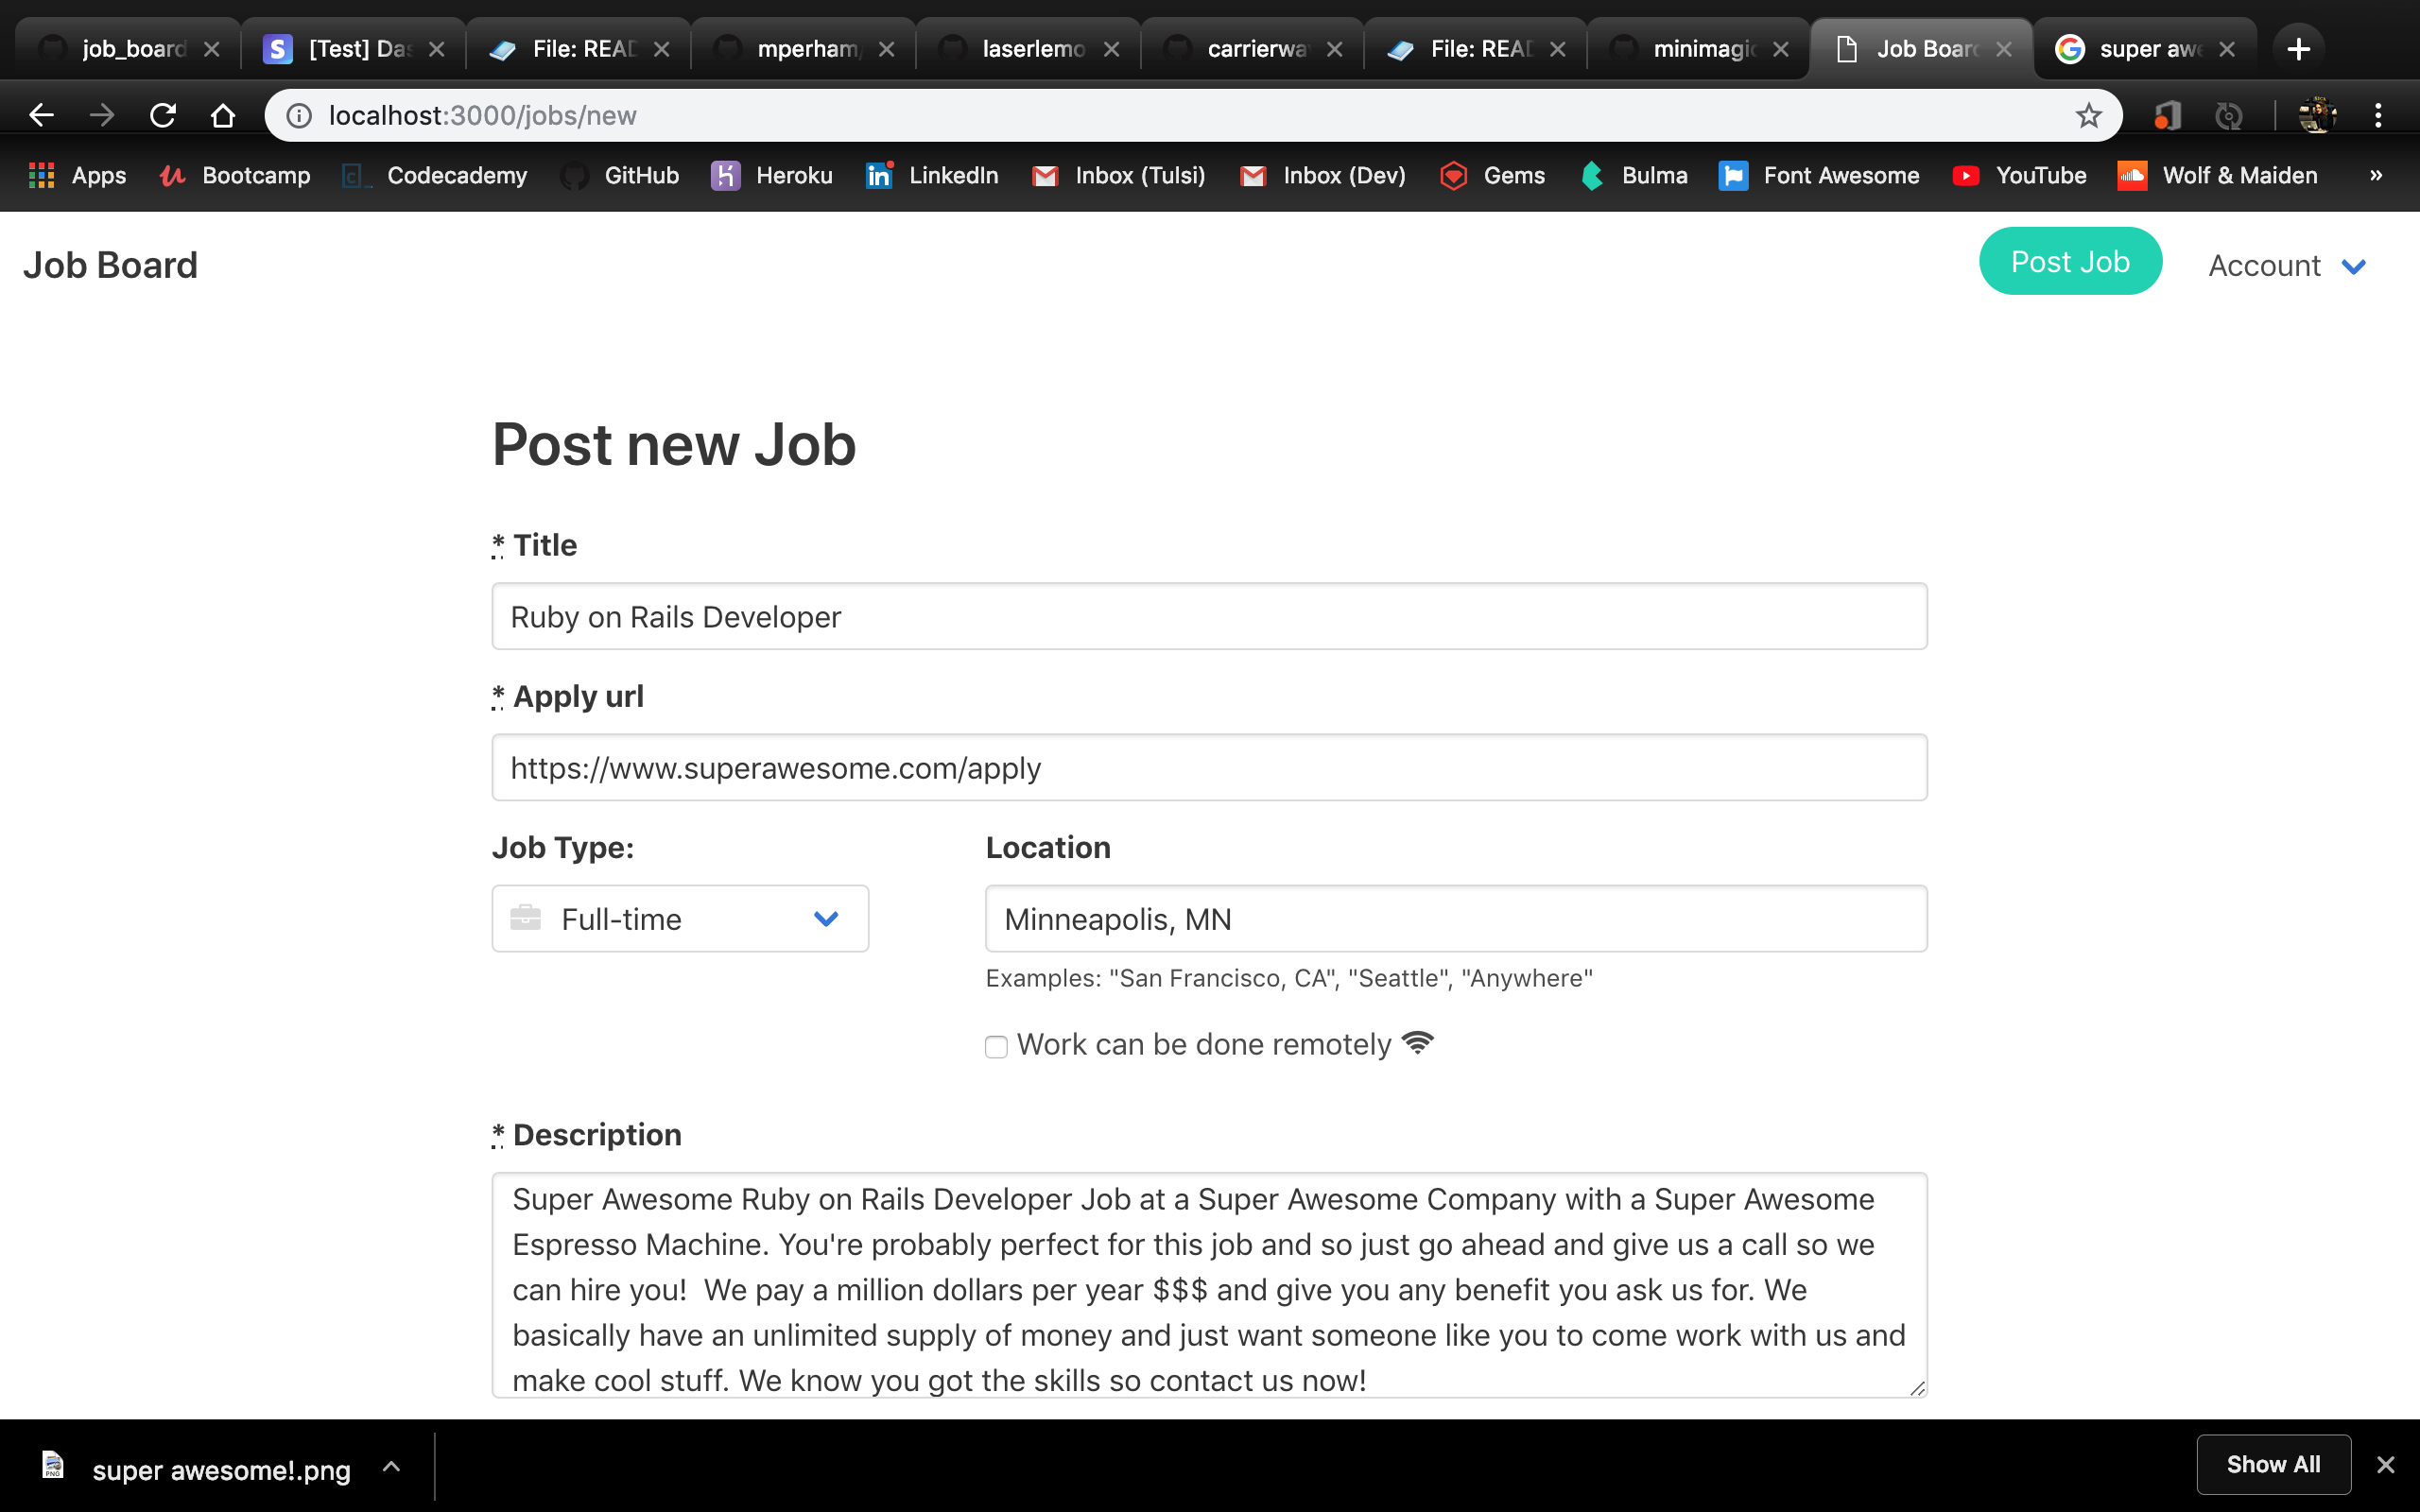 job_board
[Test] Das
File: READ
mperham/
laserlemo
carrierwa
File: READ
minimagic
Job Board
super awe
localhost:3000/jobs/new
Apps
Bootcamp
Codecademy
GitHub
Heroku
LinkedIn
Inbox (Tulsi)
Inbox (Dev)
Gems
Bulma
Font Awesome
YouTube
Wolf & Maiden
»
Job Board
Post Job
Account
Post new Job
* Title
Ruby on Rails Developer
* Apply url
https://www.superawesome.com/apply
Job Type:
Location
Full-time
Minneapolis, MN
Examples: "San Francisco, CA", "Seattle", "Anywhere"
Work can be done remotely
* Description
Super Awesome Ruby on Rails Developer Job at a Super Awesome Company with a Super Awesome
Espresso Machine. You're probably perfect for this job and so just go ahead and give us a call so we
can hire you!  We pay a million dollars per year $$$ and give you any benefit you ask us for. We
basically have an unlimited supply of money and just want someone like you to come work with us and
make cool stuff. We know you got the skills so contact us now!
super awesome!.png
Show All